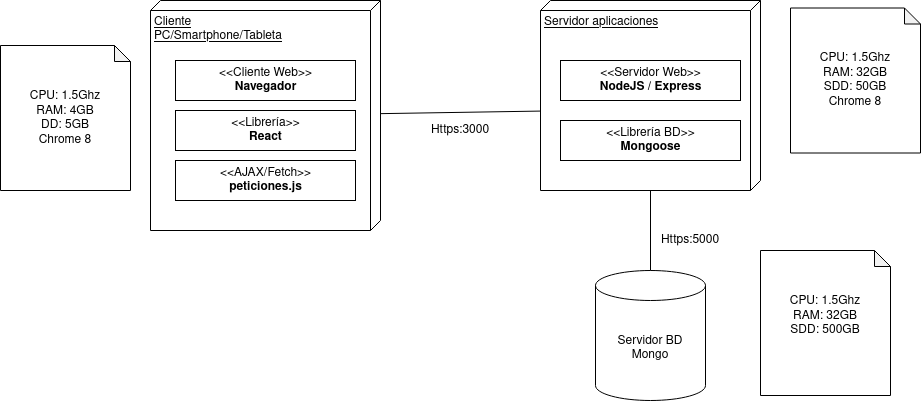 CPU: 1.5Ghz
RAM: 4GB
DD: 5GB
Chrome 8
Cliente
PC/Smartphone/Tableta
<<Cliente Web>>
Navegador
<<Librería>>
React
<<AJAX/Fetch>>
peticiones.js
Https:3000
Servidor aplicaciones
<<Servidor Web>>
NodeJS / Express
<<Librería BD>>
Mongoose
CPU: 1.5Ghz
RAM: 32GB
SDD: 50GB
Chrome 8
Https:5000
Servidor BD
Mongo
CPU: 1.5Ghz
RAM: 32GB
SDD: 500GB